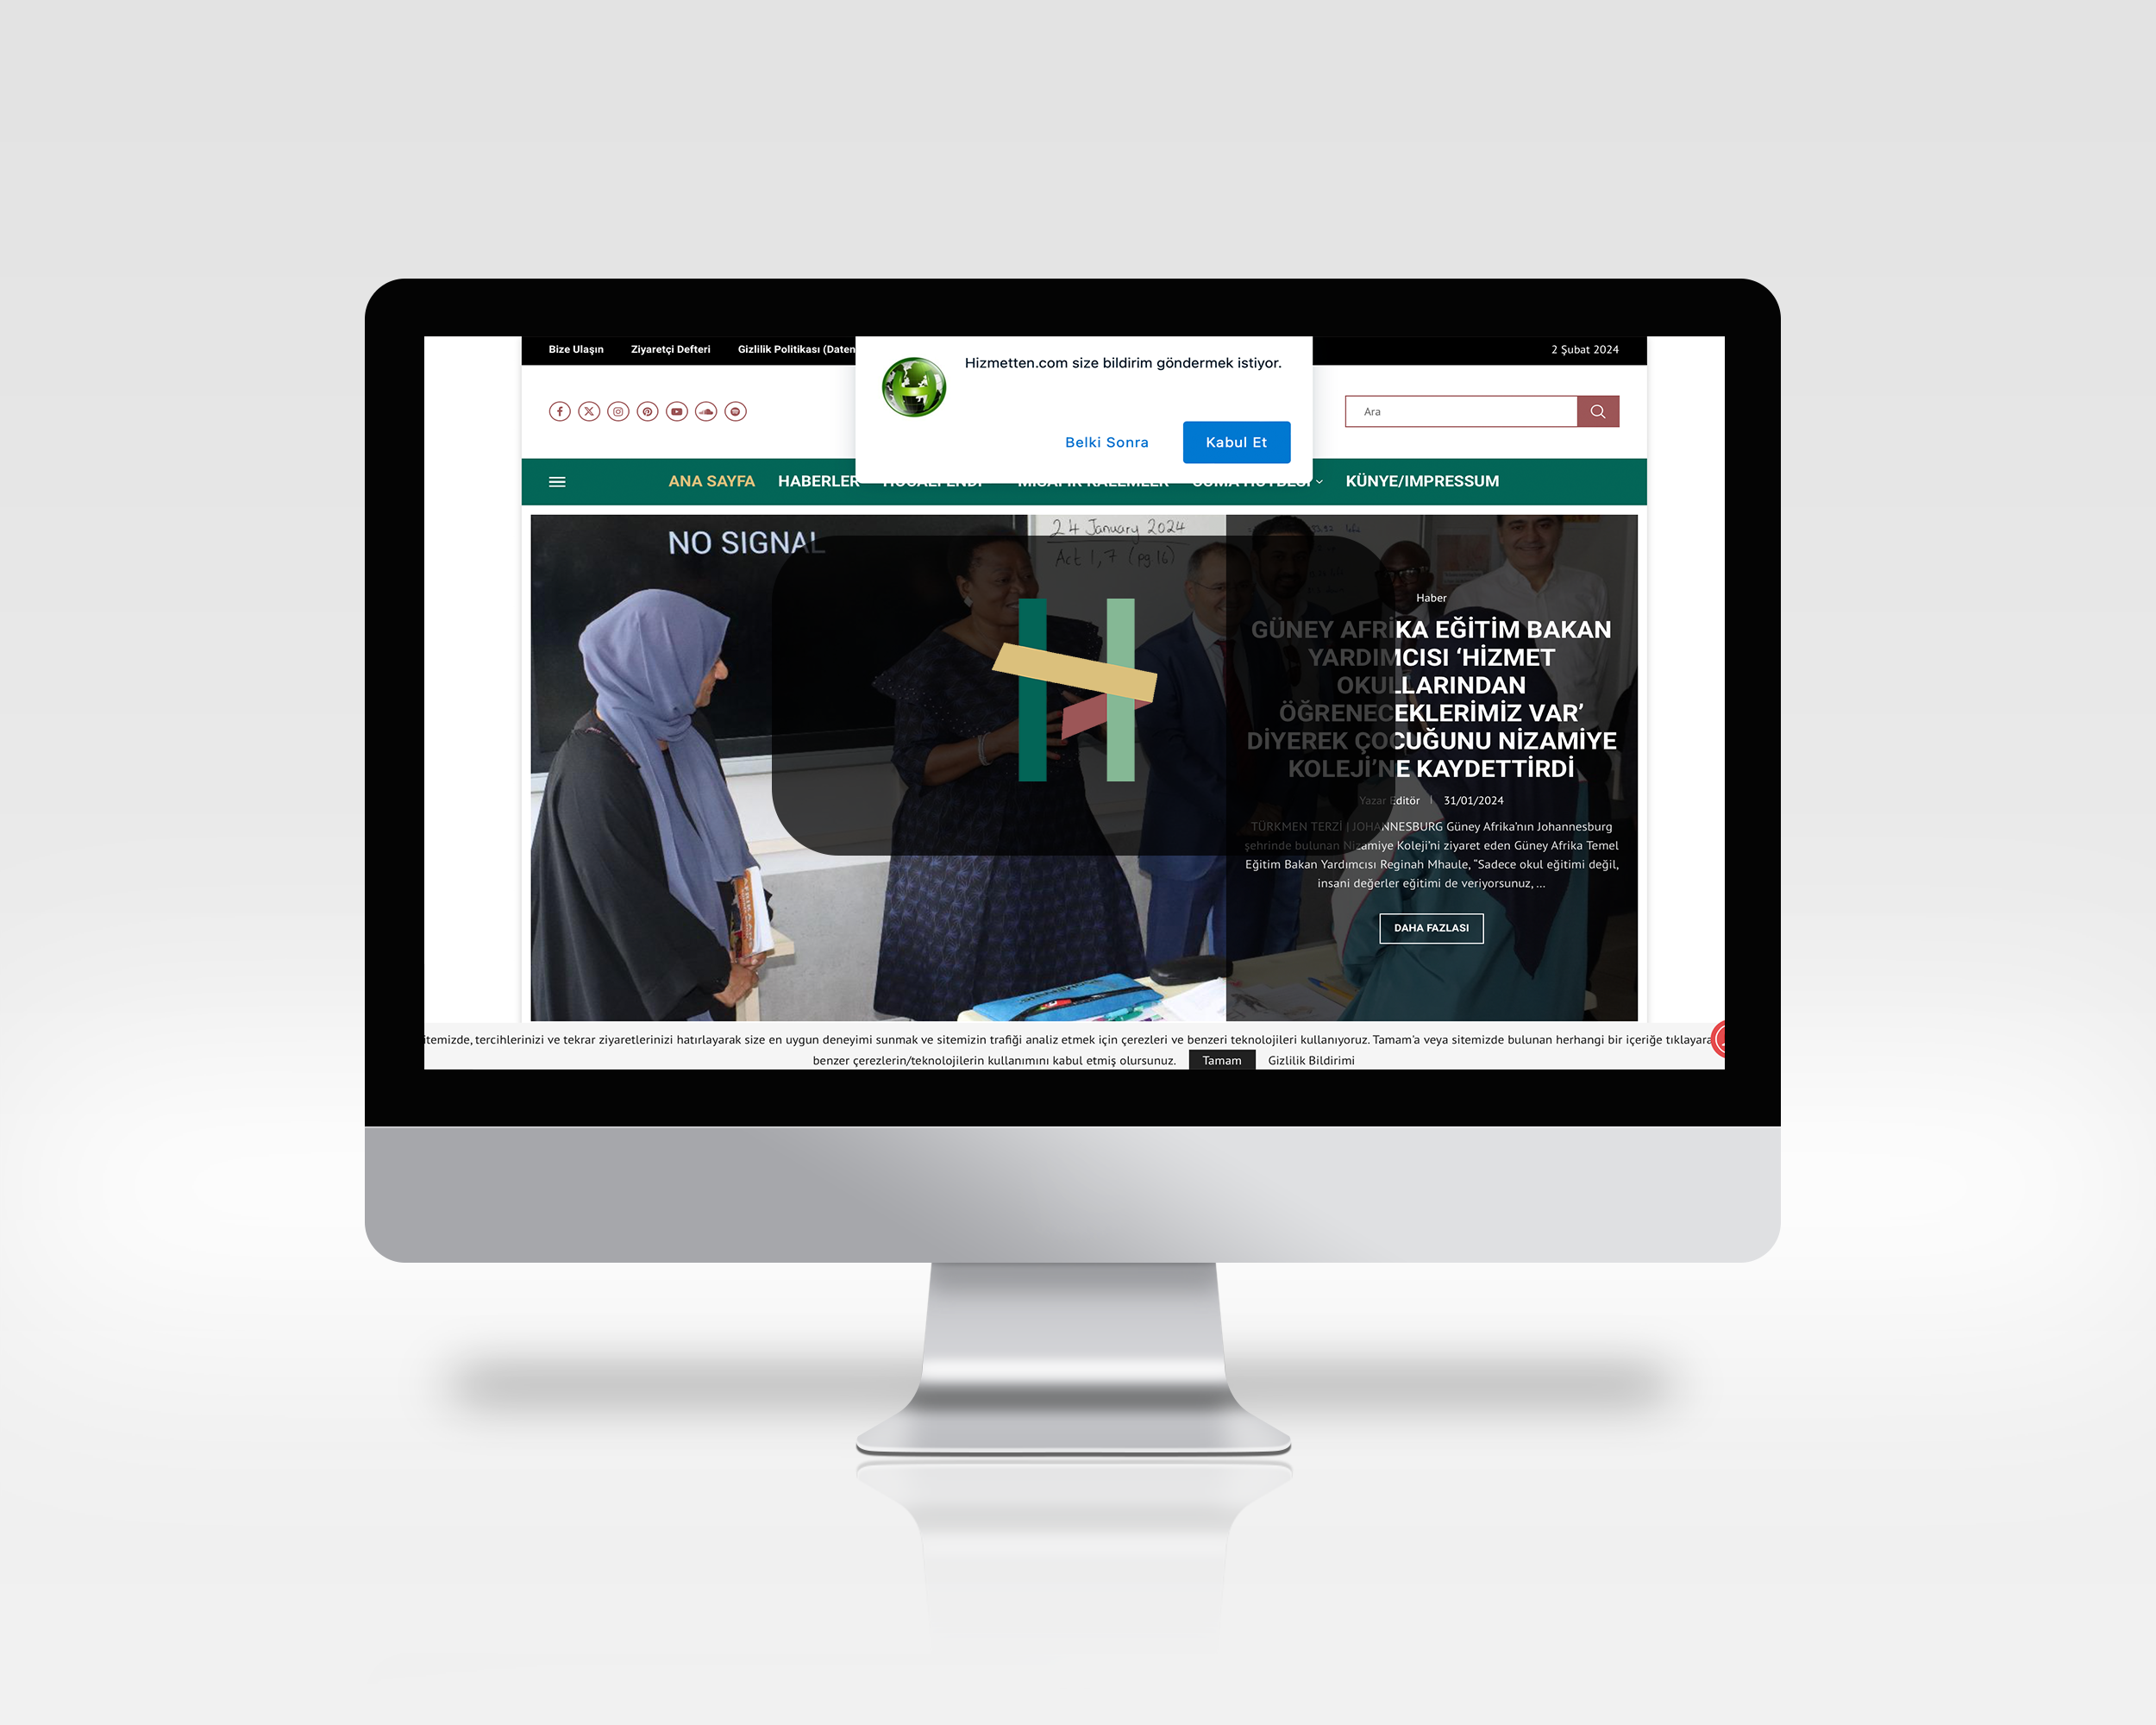 Bize Ulaşın Ziyaretçi Defteri Gizlilik Politikası (Daten
2 Şubat 2024
Hizmetten.com size bildirim göndermek istiyor.
Belki Sonra Kabul Et
Ara
ANA SAYFA HABERLER KÜNYE/IMPRESSUM
NO SIGNAL
24 January 2024
Act 1,7 (pg.16)
Haber
GÜNEY AFRİKA EĞİTİM BAKAN
YARDIMCISI ‘HİZMET
OKULLARINDAN
ÖĞRENECEKLERİMİZ VAR’
DİYEREK ÇOCUĞUNU NİZAMİYE
KOLEJİ’NE KAYDETTİRDİ
Yazar Editör | 31/01/2024
TÜRKMEN TERZİ | JOHANNESBURG Güney Afrika’nın Johannesburg
şehrinde bulunan Nizamiye Koleji’ni ziyaret eden Güney Afrika Temel
Eğitim Bakan Yardımcısı Reginah Mhaule, “Sadece okul eğitimi değil,
insani değerler eğitimi de veriyorsunuz, ...
DAHA FAZLASI
itemizde, tercihlerinizi ve tekrar ziyaretlerinizi hatırlayarak size en uygun deneyimi sunmak ve sitemizin trafiği analiz etmek için çerezleri ve benzeri teknolojileri kullanıyoruz. Tamam'a veya sitemizde bulunan herhangi bir içeriğe tıklayara
benzer çerezlerin/teknolojilerin kullanımını kabul etmiş olursunuz. Tamam Gizlilik Bildirimi